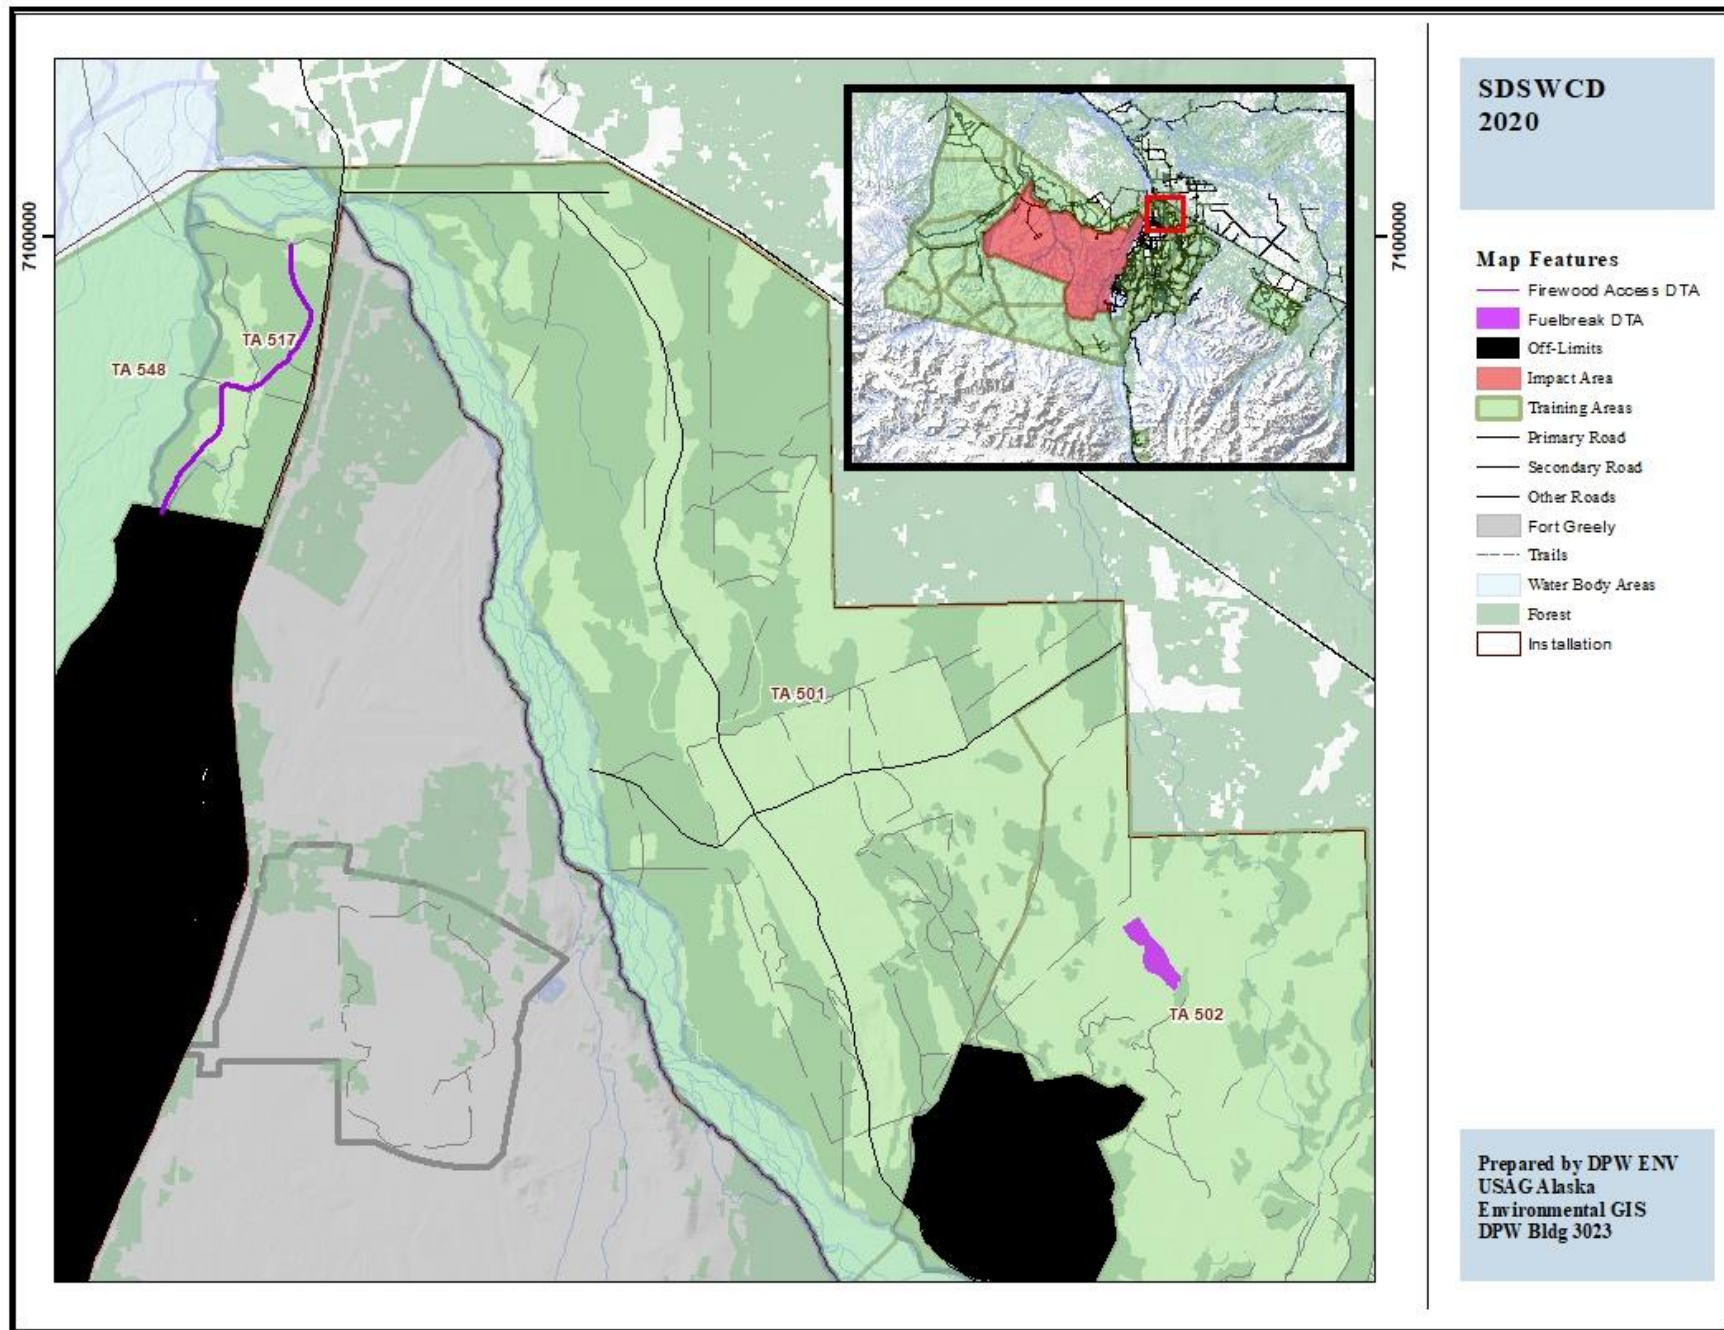 7100000
7100000
TA 517
TA 548
TA 501
TA 502
SDSWCD
2020
Map Features
Firewood Access DTA
Fuelbreak DTA
Off-Limits
Impact Area
Training Areas
Primary Road
Secondary Road
Other Roads
Fort Greely
Trails
Water Body Areas
Forest
Installation
Prepared by DPW ENV
USAG Alaska
Environmental GIS
DPW Bldg 3023